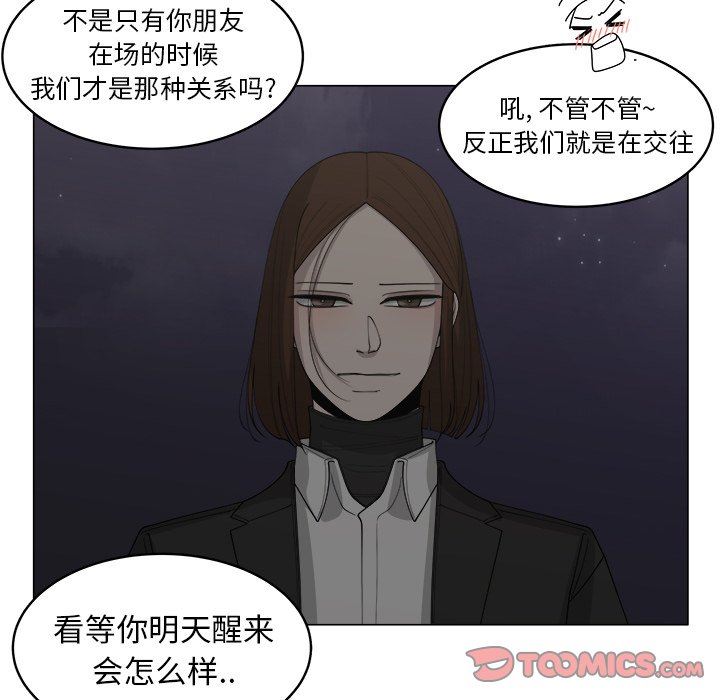 不是只有你朋友
在场的时候
我们才是那种关系吗?
吼, 不管不管~
反正我们就是在交往
看等你明天醒来
会怎么样..
TOOMICS.COM